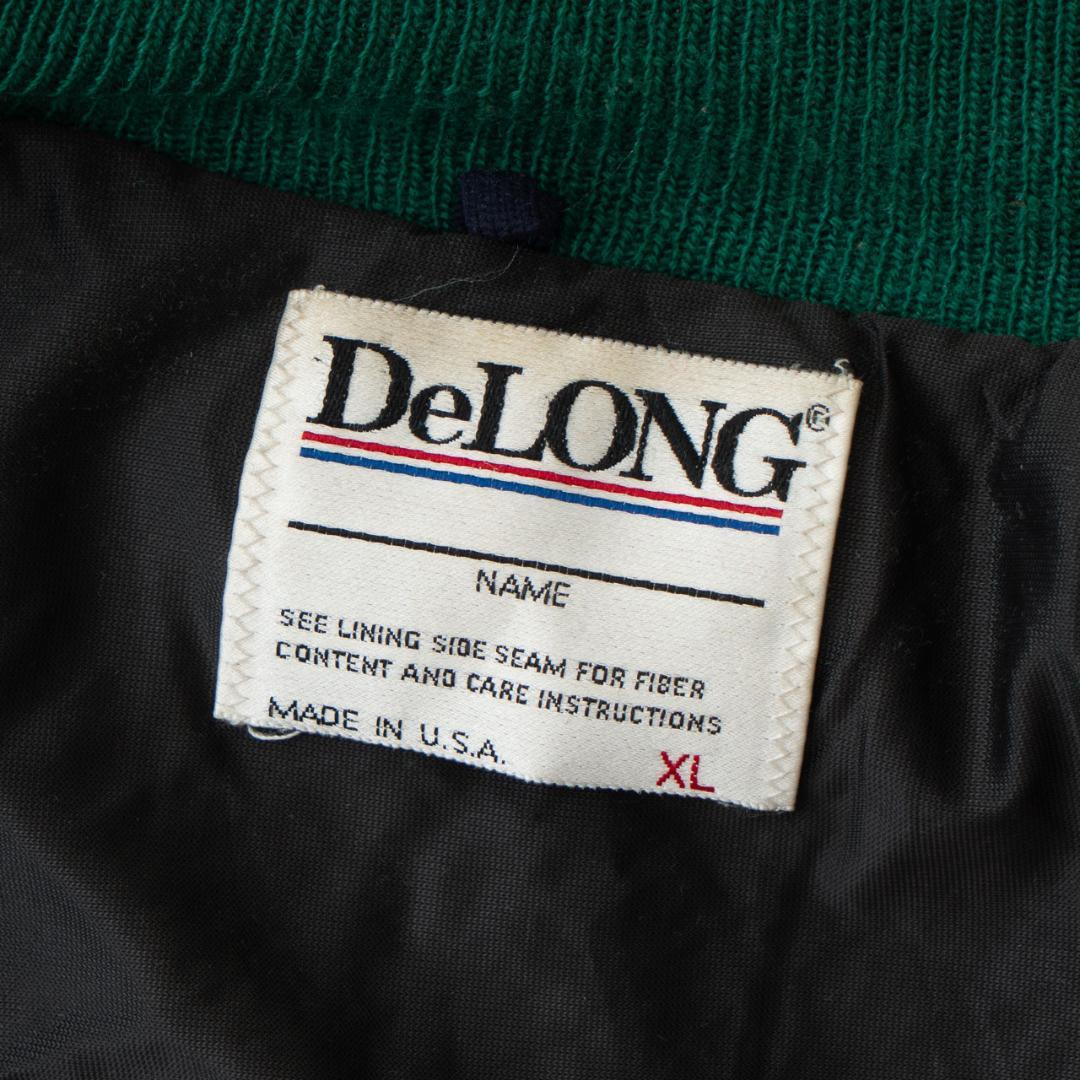 DeLONG®
NAME
SEE LINING SIDE SEAM FOR FIBER
CONTENT AND CARE INSTRUCTIONS
MADE IN U.S.A.
XL